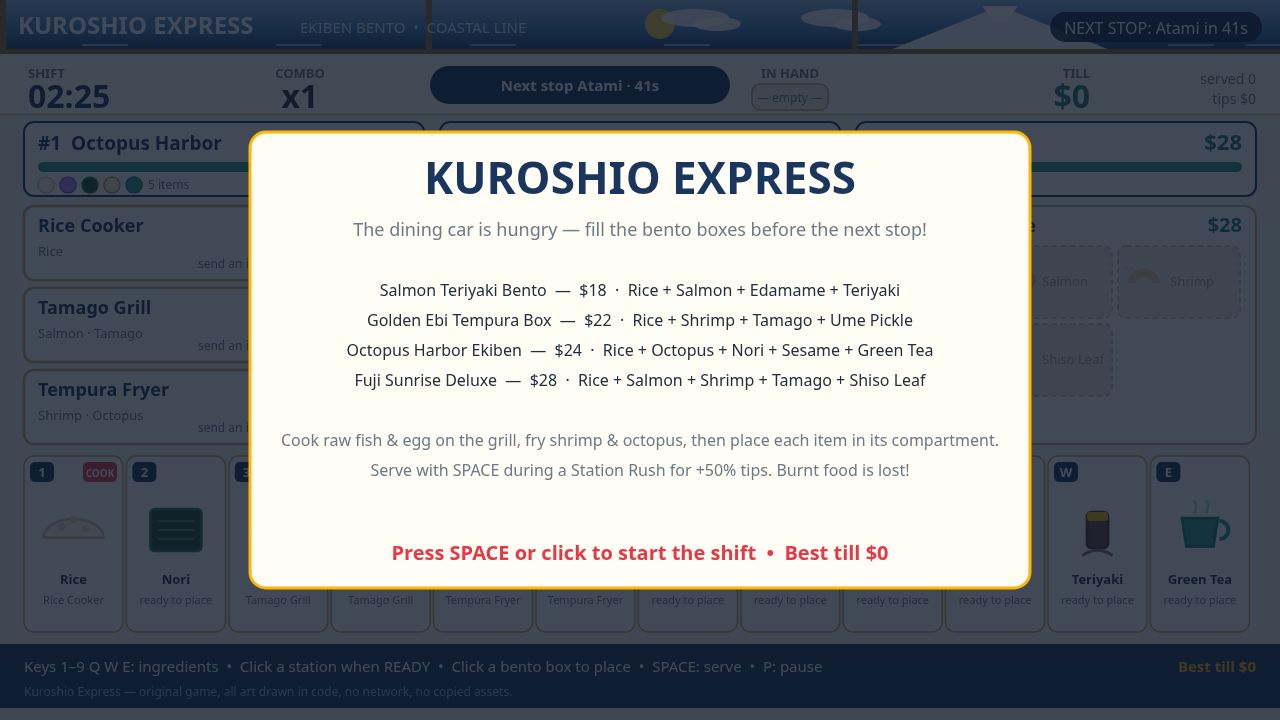 KUROSHIO EXPRESS
EKIBEN BENTO • COASTAL LINE
NEXT STOP: Atami in 41s
SHIFT
02:25
COMBO
x1
Next stop Atami · 41s
IN HAND
— empty —
TILL
$0
served 0
tips $0
#1 Octopus Harbor
5 items
$28
Rice Cooker
Rice
send an i
Tamago Grill
Salmon · Tamago
send an i
Tempura Fryer
Shrimp · Octopus
send an i
$28
Salmon
Shrimp
Shiso Leaf
KUROSHIO EXPRESS
The dining car is hungry — fill the bento boxes before the next stop!
Salmon Teriyaki Bento — $18 · Rice + Salmon + Edamame + Teriyaki
Golden Ebi Tempura Box — $22 · Rice + Shrimp + Tamago + Ume Pickle
Octopus Harbor Ekiben — $24 · Rice + Octopus + Nori + Sesame + Green Tea
Fuji Sunrise Deluxe — $28 · Rice + Salmon + Shrimp + Tamago + Shiso Leaf
Cook raw fish & egg on the grill, fry shrimp & octopus, then place each item in its compartment.
Serve with SPACE during a Station Rush for +50% tips. Burnt food is lost!
Press SPACE or click to start the shift • Best till $0
1
COOK
Rice
Rice Cooker
2
Nori
ready to place
3
Tamago Grill
Tamago Grill
Tempura Fryer
Tempura Fryer
ready to place
ready to place
ready to place
ready to place
W
Teriyaki
ready to place
E
Green Tea
ready to place
Keys 1–9 Q W E: ingredients • Click a station when READY • Click a bento box to place • SPACE: serve • P: pause
Best till $0
Kuroshio Express — original game, all art drawn in code, no network, no copied assets.